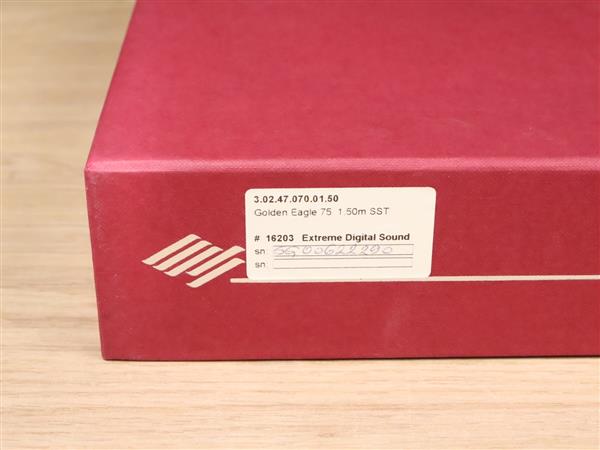 3.02.47.070.01.50
Golden Eagle 75 1.50m SST
# 16203 Extreme Digital Sound
sn:
sn: